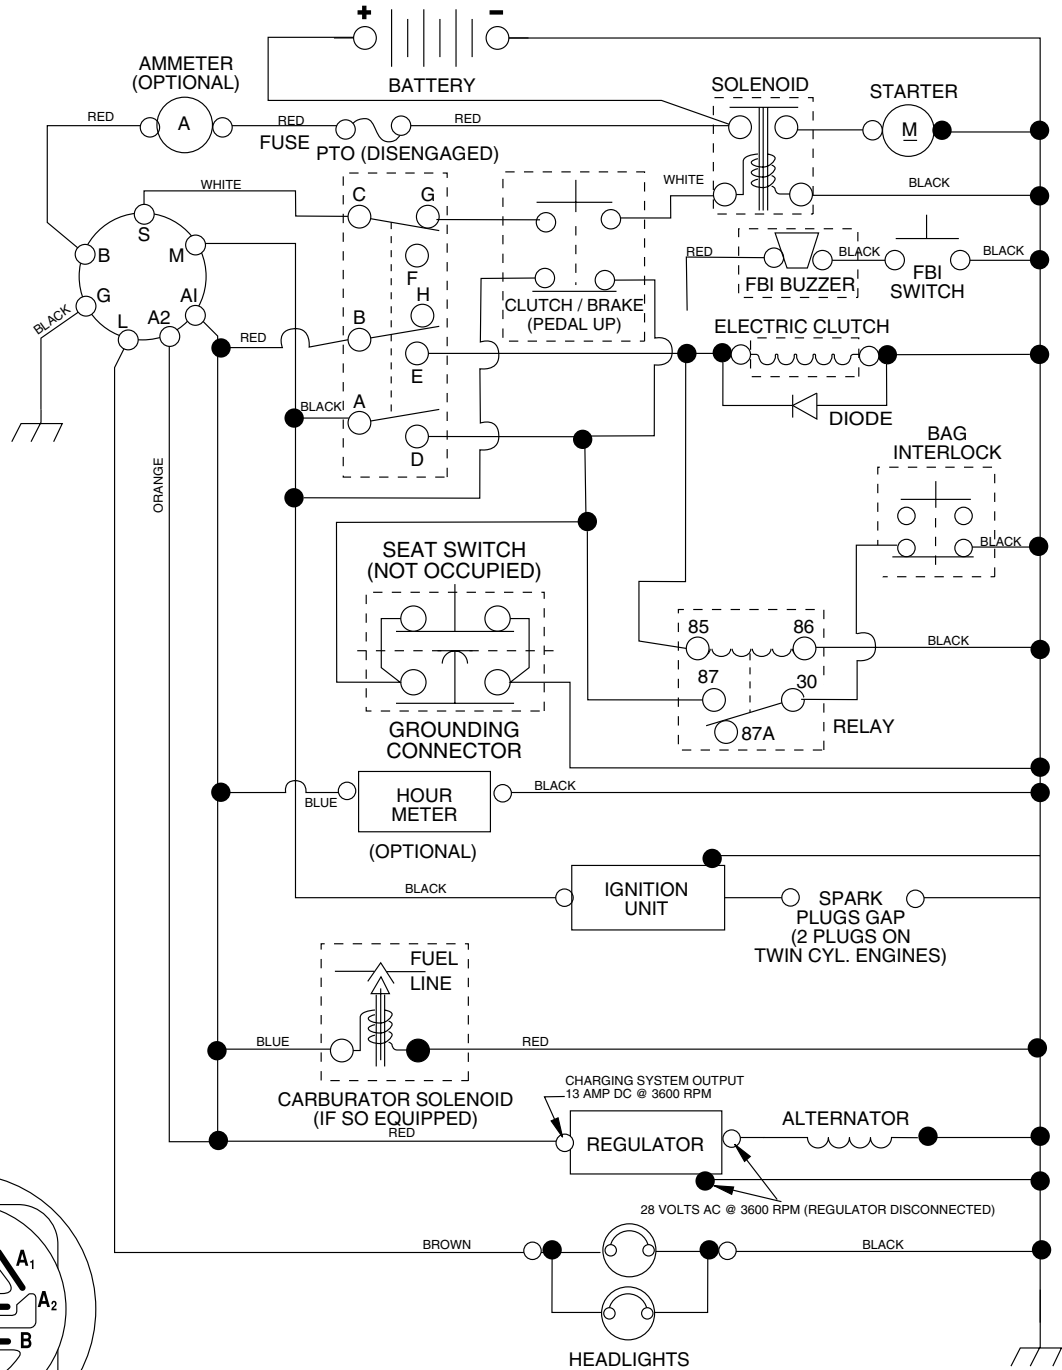 + -
BATTERY
AMMETER
(OPTIONAL)
SOLENOID
STARTER
RED
A
RED
FUSE
RED
M
PTO (DISENGAGED)
WHITE
C G
WHITE
BLACK
S
M
B
F
RED
BLACK
BLACK
FBI BUZZER
FBI
SWITCH
G
AI
L A2
BLACK
H
CLUTCH / BRAKE
(PEDAL UP)
B
RED
E
ELECTRIC CLUTCH
DIODE
A
BLACK
D
BAG
INTERLOCK
BLACK
ORANGE
SEAT SWITCH
(NOT OCCUPIED)
GROUNDING
CONNECTOR
85 86
BLACK
87 30
87A
RELAY
BLUE
HOUR
METER
BLACK
(OPTIONAL)
BLACK
IGNITION
UNIT
SPARK
PLUGS GAP
(2 PLUGS ON
TWIN CYL. ENGINES)
FUEL
LINE
BLUE
RED
CARBURATOR SOLENOID
(IF SO EQUIPPED)
RED
CHARGING SYSTEM OUTPUT
13 AMP DC @ 3600 RPM
REGULATOR
ALTERNATOR
28 VOLTS AC @ 3600 RPM (REGULATOR DISCONNECTED)
BROWN
BLACK
HEADLIGHTS
A1
A2
B